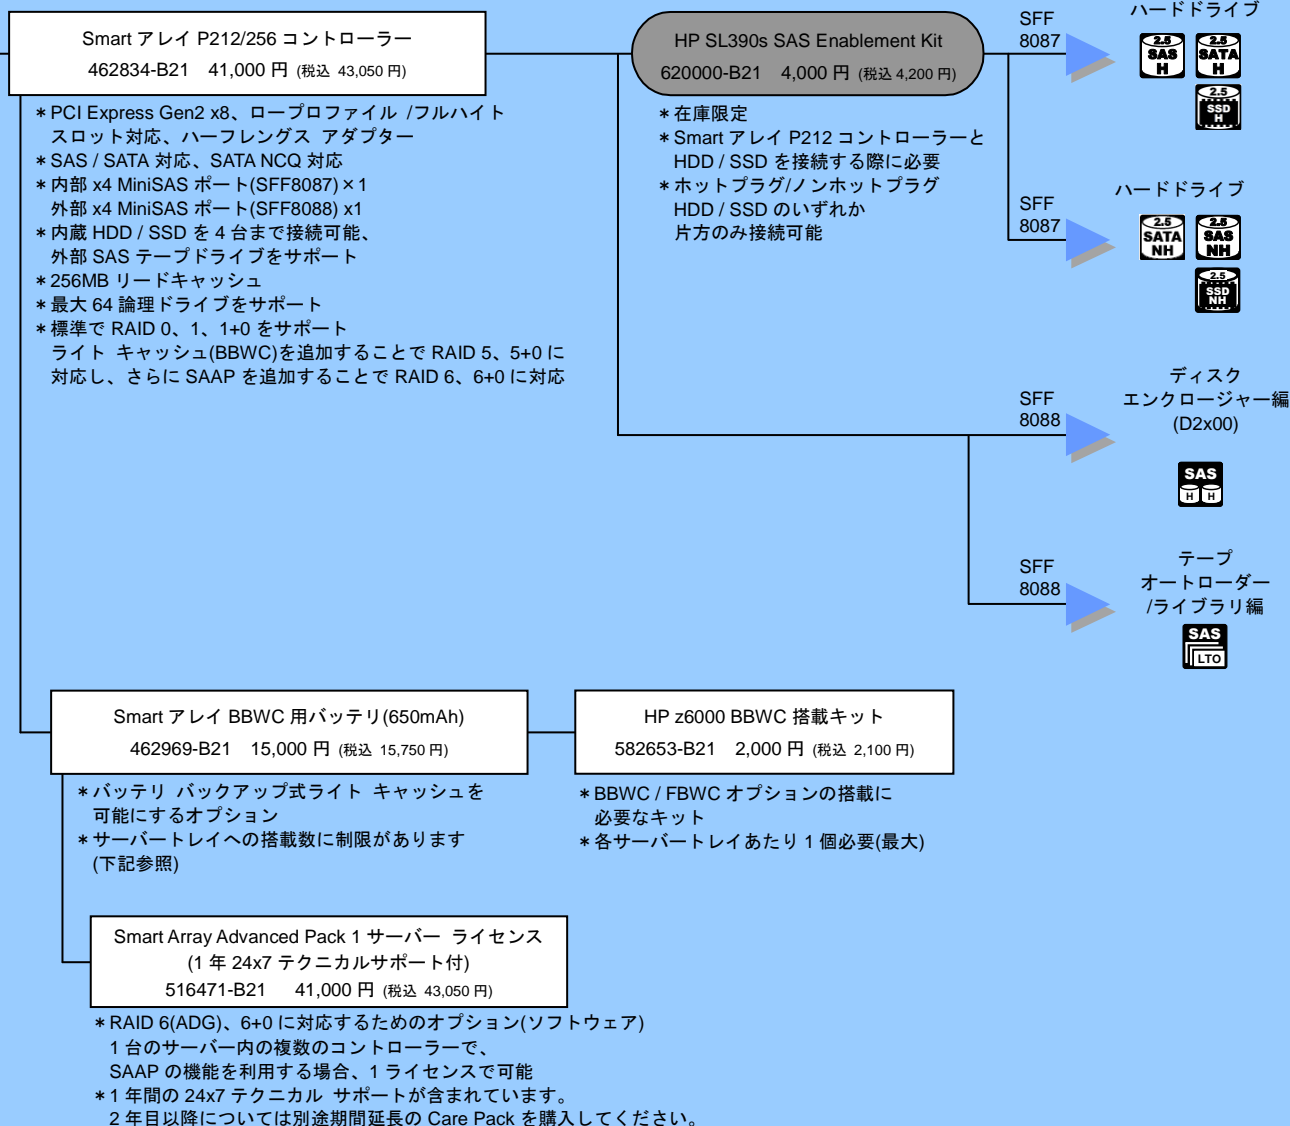 Smart アレイ P212/256 コントローラー
462834-B21 41,000 円 (税込 43,050 円)
＊PCI Express Gen2 x8、ロープロファイル /フルハイト
スロット対応、ハーフレングス アダプター
＊SAS / SATA 対応、SATA NCQ 対応
＊内部 x4 MiniSAS ポート(SFF8087)×1
外部 x4 MiniSAS ポート(SFF8088) x1
＊内蔵 HDD / SSD を 4 台まで接続可能、
外部 SAS テープドライブをサポート
＊256MB リードキャッシュ
＊最大 64 論理ドライブをサポート
＊標準で RAID 0、1、1+0 をサポート
ライト キャッシュ(BBWC)を追加することで RAID 5、5+0 に
対応し、さらに SAAP を追加することで RAID 6、6+0 に対応
HP SL390s SAS Enablement Kit
620000-B21 4,000 円 (税込 4,200 円)
＊在庫限定
＊Smart アレイ P212 コントローラーと
HDD / SSD を接続する際に必要
＊ホットプラグ/ノンホットプラグ
HDD / SSD のいずれか
片方のみ接続可能
SFF
8087
ハードドライブ
2.5
SAS
H
2.5
SATA
H
2.5
SSD
H
SFF
8087
ハードドライブ
2.5
SATA
NH
2.5
SAS
NH
2.5
SSD
NH
SFF
8088
ディスク
エンクロージャー編
(D2x00)
SAS
H H
SFF
8088
テープ
オートローダー
/ライブラリ編
SAS
LTO
Smart アレイ BBWC 用バッテリ(650mAh)
462969-B21 15,000 円 (税込 15,750 円)
＊バッテリ バックアップ式ライト キャッシュを
可能にするオプション
＊サーバートレイへの搭載数に制限があります
(下記参照)
HP z6000 BBWC 搭載キット
582653-B21 2,000 円 (税込 2,100 円)
＊BBWC / FBWC オプションの搭載に
必要なキット
＊各サーバートレイあたり 1 個必要(最大)
Smart Array Advanced Pack 1 サーバー ライセンス
(1 年 24x7 テクニカルサポート付)
516471-B21 41,000 円 (税込 43,050 円)
＊RAID 6(ADG)、6+0 に対応するためのオプション(ソフトウェア)
1 台のサーバー内の複数のコントローラーで、
SAAP の機能を利用する場合、1 ライセンスで可能
＊1 年間の 24x7 テクニカル サポートが含まれています。
2 年目以降については別途期間延長の Care Pack を購入してください。